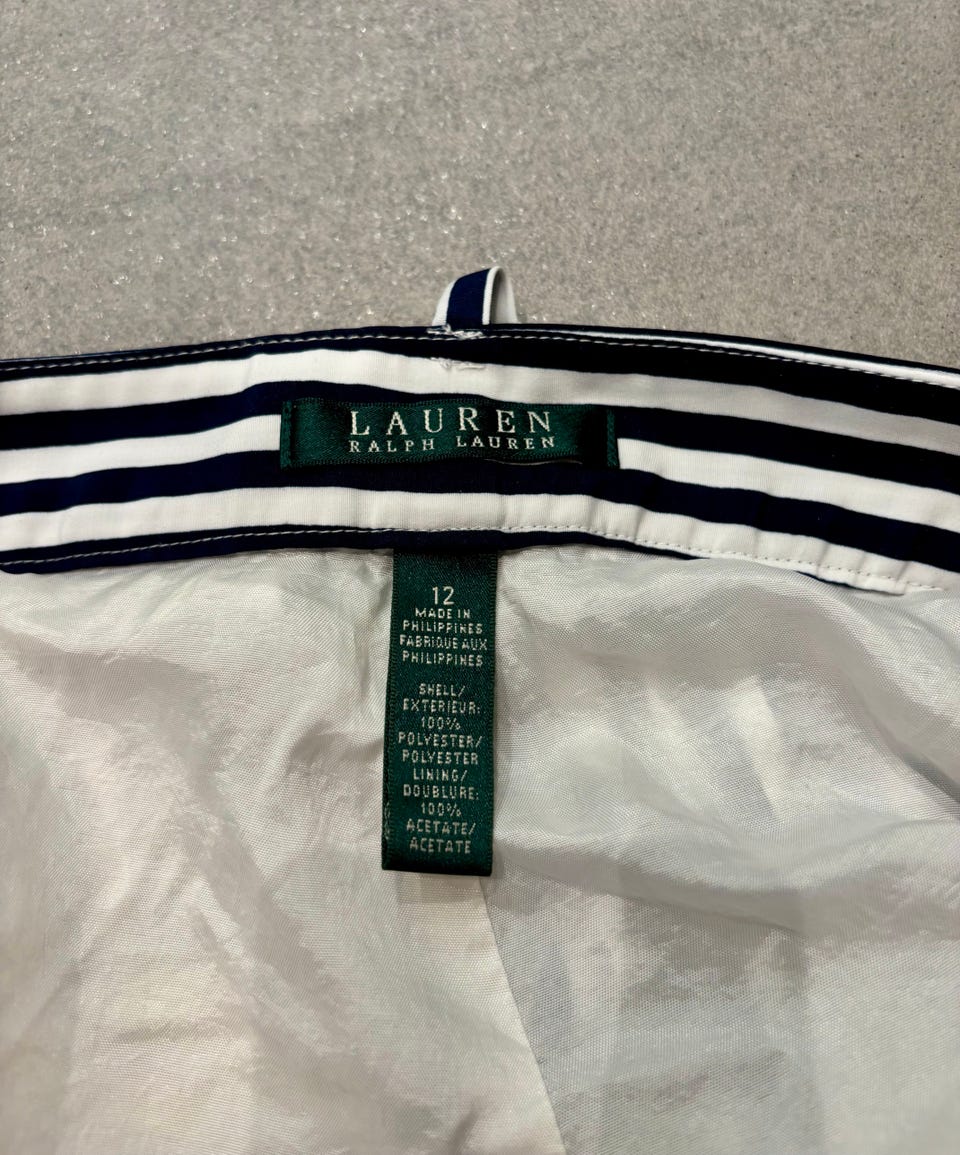 LAUREN
RALPH LAUREN
12
MADE IN
PHILIPPINES
FABRIQUE AUX
PHILIPPINES
SHELL/
EXTERIEUR:
100%
POLYESTER/
POLYESTER
LINING/
DOUBLURE:
100%
ACETATE/
ACETATE